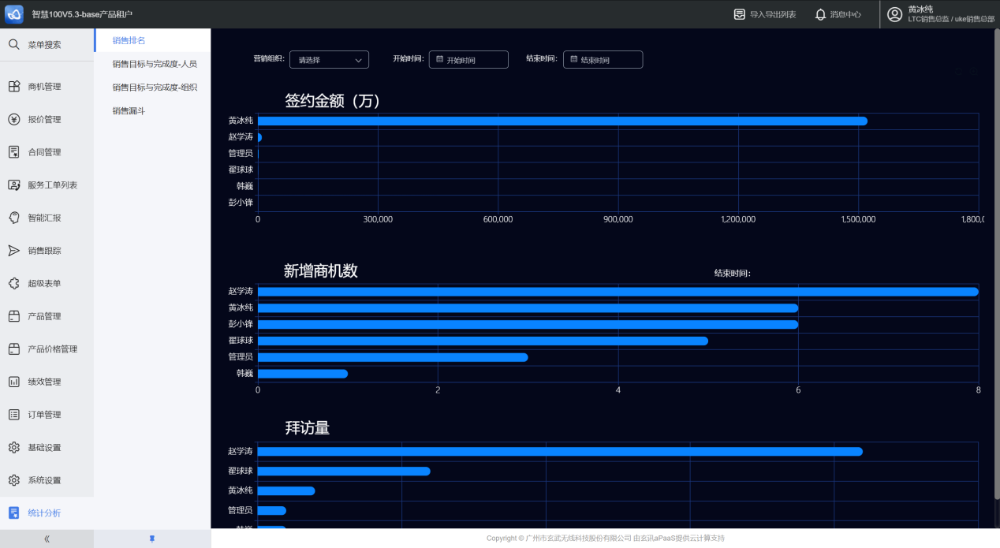 智慧100V5.3-base产品租户
导入导出列表
消息中心
黄冰纯
LTC销售总监 / uke销售总部
菜单搜索
商机管理
报价管理
合同管理
服务工单列表
智能汇报
销售跟踪
超级表单
产品管理
产品价格管理
绩效管理
订单管理
基础设置
系统设置
统计分析
销售排名
销售目标与完成度-人员
销售目标与完成度-组织
销售漏斗
营销组织: 请选择
开始时间: 开始时间
结束时间: 结束时间
签约金额（万）
黄冰纯
赵学涛
管理员
翟球球
韩巍
彭小锋
0 300,000 600,000 900,000 1,200,000 1,500,000 1,800,(
新增商机数
结束时间:
赵学涛
黄冰纯
彭小锋
翟球球
管理员
韩巍
0 2 4 6 8
拜访量
赵学涛
翟球球
黄冰纯
管理员
韩巍
Copyright © 广州市玄武无线科技股份有限公司 由玄讯aPaaS提供云计算支持